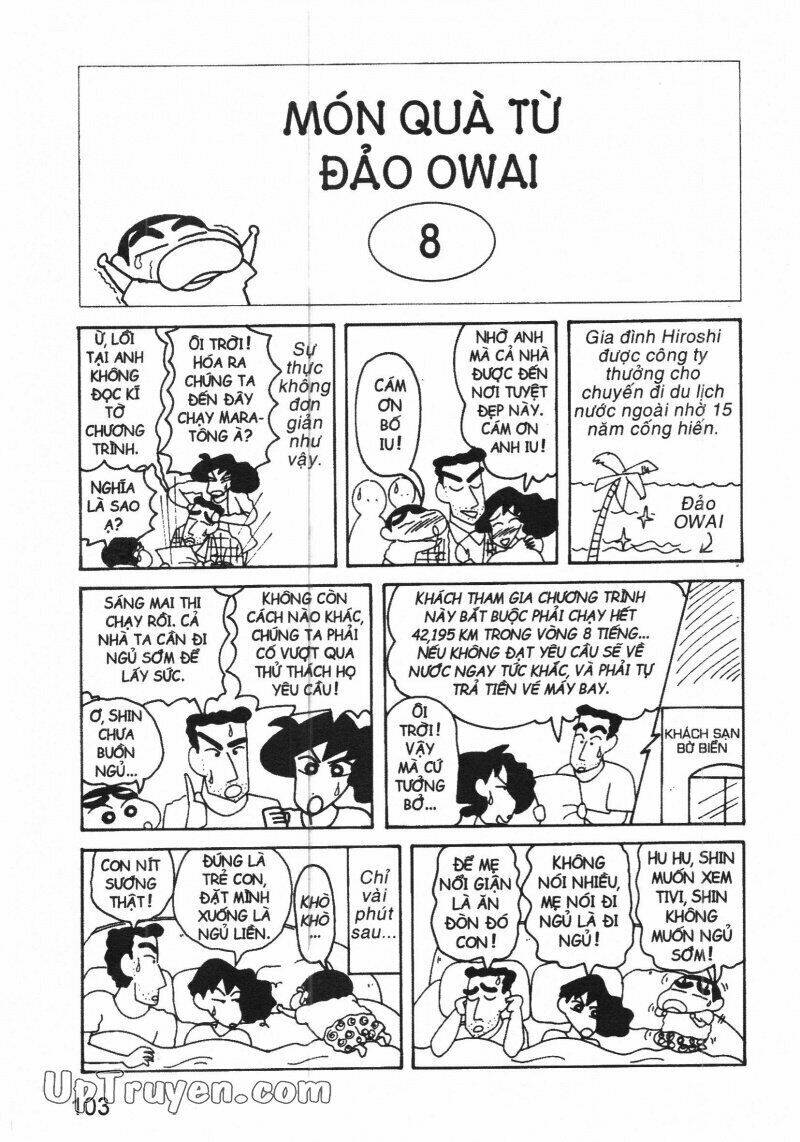 MÓN QUÀ TỪ
ĐẢO OWAI
8
Gia đình Hiroshi
được công ty
thưởng cho
chuyến đi du lịch
nước ngoài nhờ 15
năm cống hiến.
Đảo
OWAI
NHỜ ANH
MÀ CẢ NHÀ
ĐƯỢC ĐẾN
NƠI TUYỆT
ĐẸP NÀY.
CẢM ƠN
ANH IU!
CẢM
ƠN
BỐ
IU!
Sự
thực
không
đơn
giản
như
vậy.
ÔI TRỜI!
HÓA RA
CHÚNG TA
ĐẾN ĐÂY
CHẠY MARA-
TÔNG À?
Ừ, LỖI
TẠI ANH
KHÔNG
ĐỌC KĨ
TỜ
CHƯƠNG
TRÌNH.
NGHĨA
LÀ SAO
Ạ?
KHÁCH THAM GIA CHƯƠNG TRÌNH
NÀY BẮT BUỘC PHẢI CHẠY HẾT
42,195 KM TRONG VÒNG 8 TIẾNG...
NẾU KHÔNG ĐẠT YÊU CẦU SẼ VỀ
NƯỚC NGAY TỨC KHẮC, VÀ PHẢI TỰ
TRẢ TIỀN VÉ MÁY BAY.
KHÁCH SẠN
BỜ BIỂN
ÔI
TRỜI!
VẬY
MÀ CỨ
TƯỞNG
BỞ...
KHÔNG CÒN
CÁCH NÀO KHÁC,
CHÚNG TA PHẢI
CỐ VƯỢT QUA
THỬ THÁCH HỌ
YÊU CẦU!
SÁNG MAI THI
CHẠY RỒI. CẢ
NHÀ TA CẦN ĐI
NGỦ SỚM ĐỂ
LẤY SỨC.
Ơ, SHIN
CHƯA
BUỒN
NGỦ...
HU HU, SHIN
MUỐN XEM
TIVI, SHIN
KHÔNG
MUỐN NGỦ
SỚM!
KHÔNG
NÓI NHIỀU,
MẸ NÓI ĐI
NGỦ LÀ ĐI
NGỦ!
ĐỂ MẸ
NỔI GIẬN
LÀ ĂN
ĐÒN ĐÓ
CON!
Chỉ
vài
phút
sau...
KHÒ
KHÒ
...
ĐÚNG LÀ
TRẺ CON,
ĐẶT MÌNH
XUỐNG LÀ
NGỦ LIỀN.
CON NÍT
SƯỚNG
THẬT!
UpTruyen.com
103